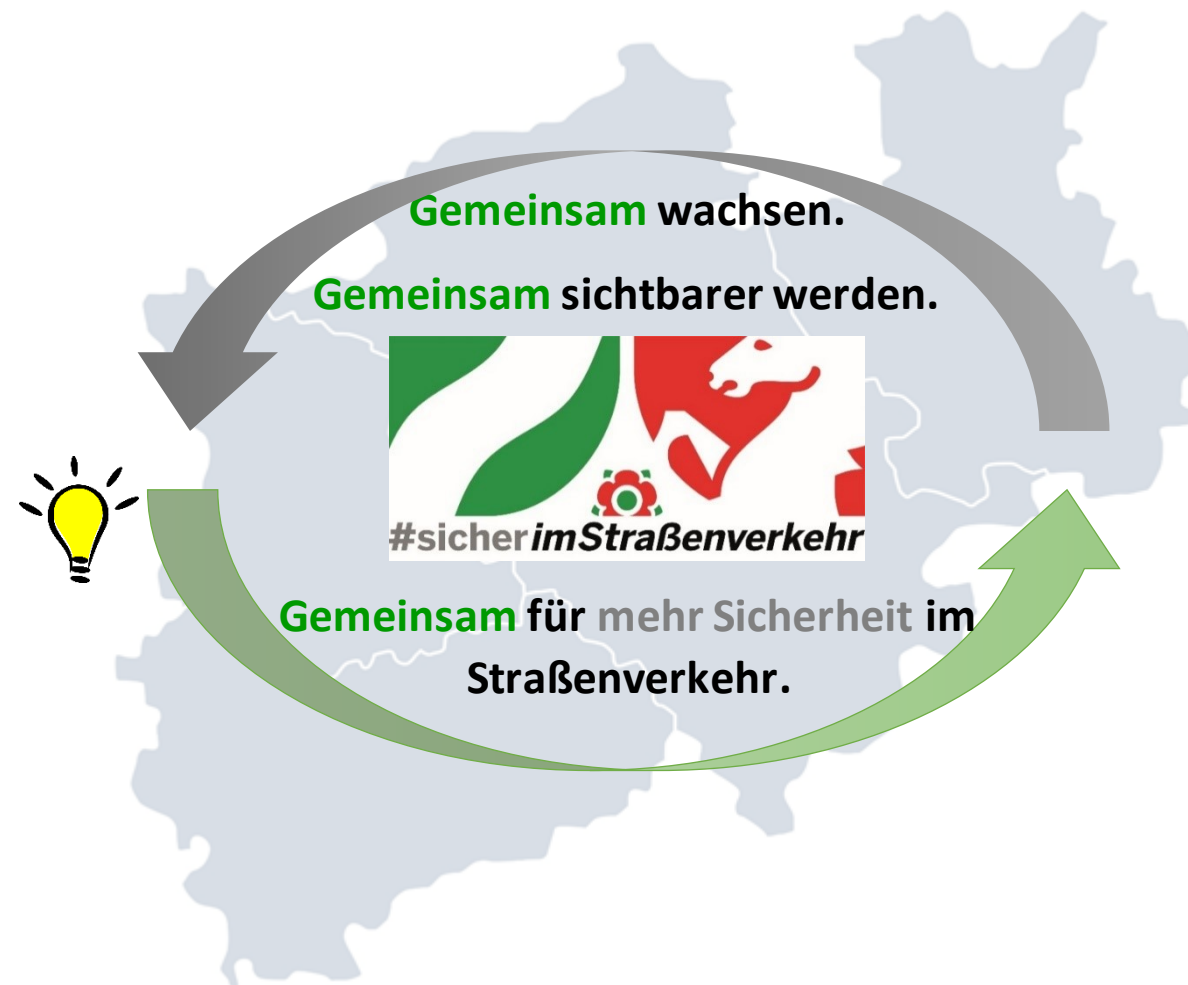 Gemeinsam wachsen.
Gemeinsam sichtbarer werden.
#sicherimStraßenverkehr
Gemeinsam für mehr Sicherheit im
Straßenverkehr.